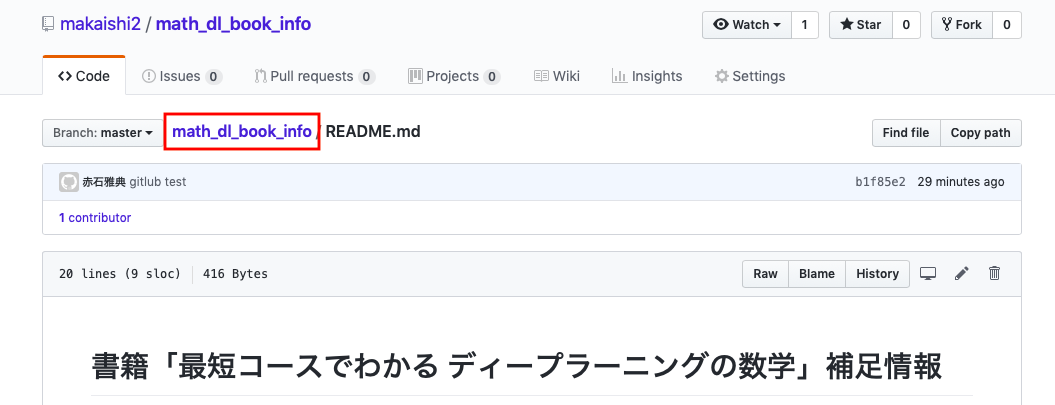 makaishi2 / math_dl_book_info
Watch 1 Star 0 Fork 0
Code Issues 0 Pull requests 0 Projects 0 Wiki Insights Settings
Branch: master math_dl_book_info / README.md Find file Copy path
赤石雅典 gitlub test b1f85e2 29 minutes ago
1 contributor
20 lines (9 sloc) 416 Bytes Raw Blame History
書籍「最短コースでわかる ディープラーニングの数学」補足情報